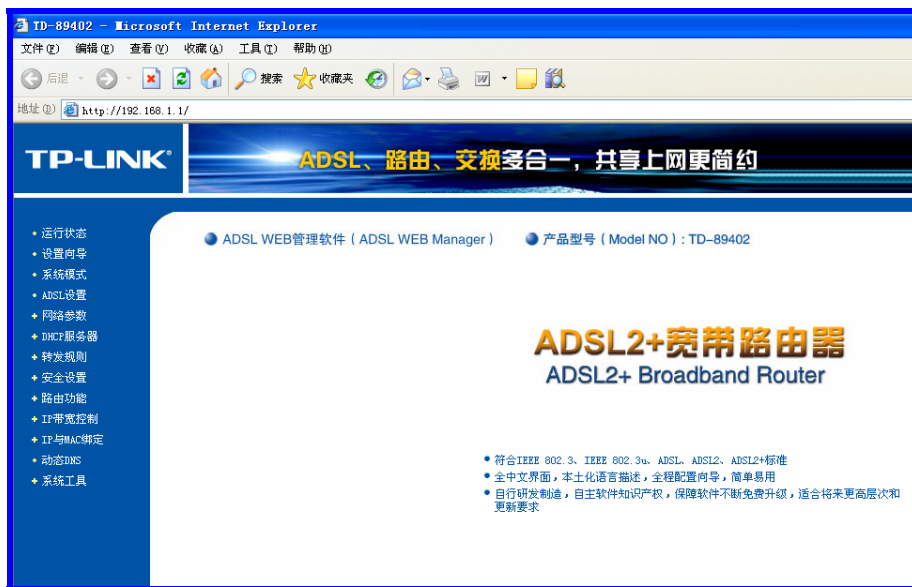 TD-89402 - Microsoft Internet Explorer
文件(F) 编辑(E) 查看(V) 收藏(A) 工具(T) 帮助(H)
后退 搜索 收藏夹
地址(D) http://192.168.1.1/
TP-LINK®
ADSL、路由、交换多合一，共享上网更简约
ADSL WEB管理软件（ADSL WEB Manager） 产品型号（Model NO）: TD-89402
运行状态
设置向导
系统模式
ADSL设置
网络参数
DHCP服务器
转发规则
安全设置
路由功能
IP带宽控制
IP与MAC绑定
动态DNS
系统工具
ADSL2+宽带路由器
ADSL2+ Broadband Router
符合IEEE 802.3、IEEE 802.3u、ADSL、ADSL2、ADSL2+标准
全中文界面，本土化语言描述，全程配置向导，简单易用
自行研发制造，自主软件知识产权，保障软件不断免费升级，适合将来更高层次和
更新要求